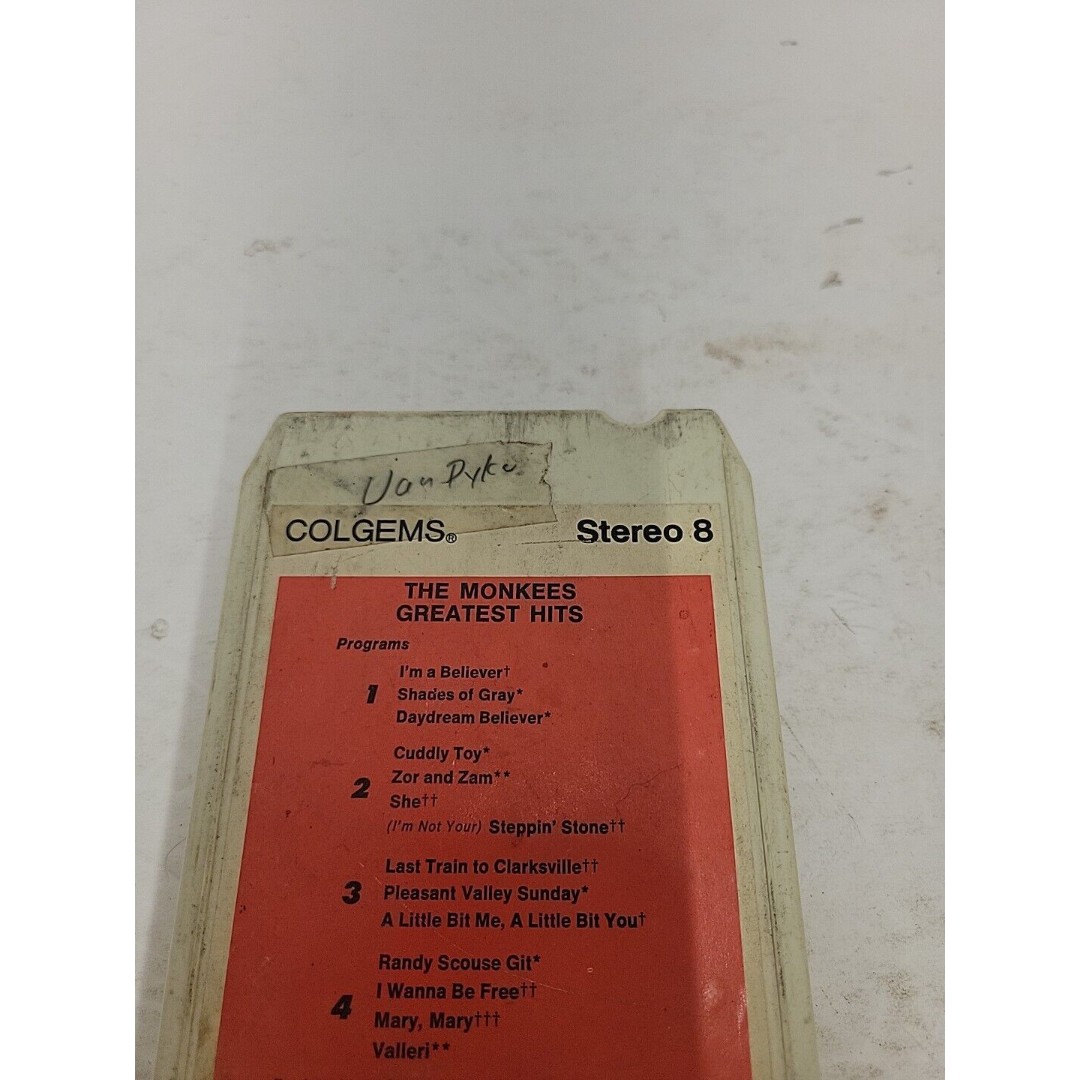 Van Dyke
COLGEMS® Stereo 8
THE MONKEES
GREATEST HITS
Programs
1
I'm a Believer†
Shades of Gray*
Daydream Believer*
2
Cuddly Toy*
Zor and Zam**
She††
(I'm Not Your) Steppin' Stone††
3
Last Train to Clarksville††
Pleasant Valley Sunday*
A Little Bit Me, A Little Bit You†
4
Randy Scouse Git*
I Wanna Be Free††
Mary, Mary†††
Valleri**